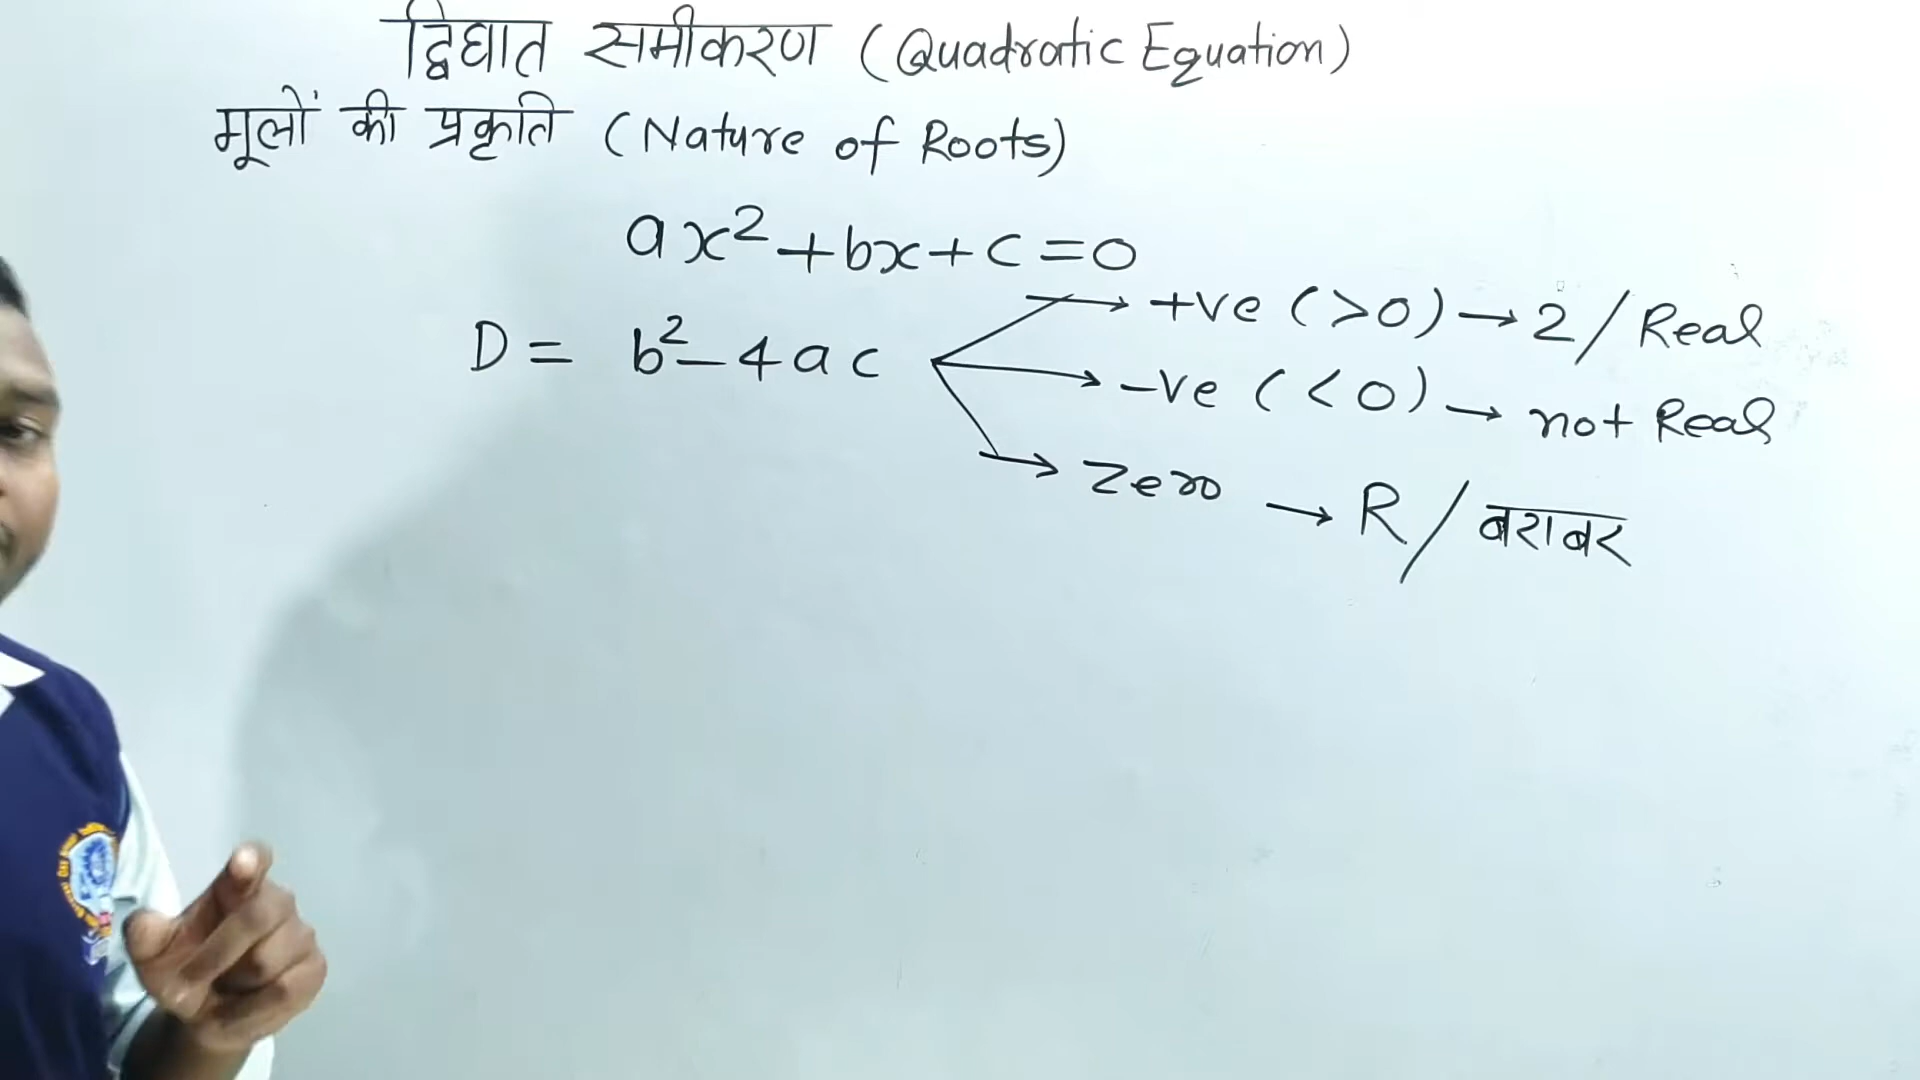 द्विघात समीकरण (Quadratic Equation)
मूलों की प्रकृति (Nature of Roots)
ax²+bx+c=0
D = b²-4ac
→ +ve (>0) → 2/Real
→ -ve (<0) → not Real
→ Zero → R/बराबर